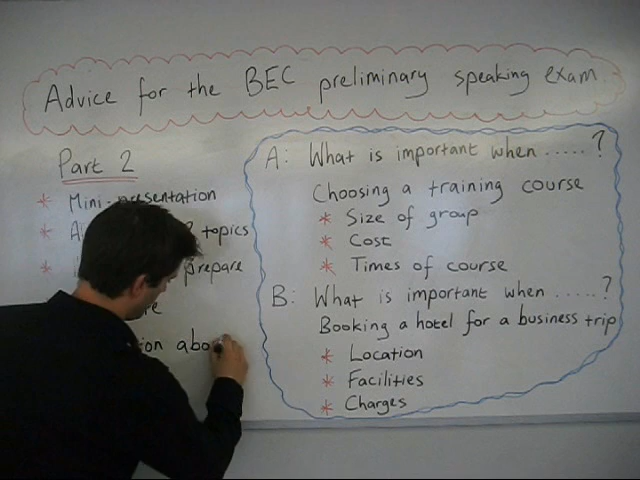 Advice for the BEC preliminary speaking exam
Part 2
* Mini-presentation
* topics
* prepare
abo
A: What is important when.....?
Choosing a training course
* Size of group
* Cost
* Times of course
B: What is important when.....?
Booking a hotel for a business trip
* Location
* Facilities
* Charges